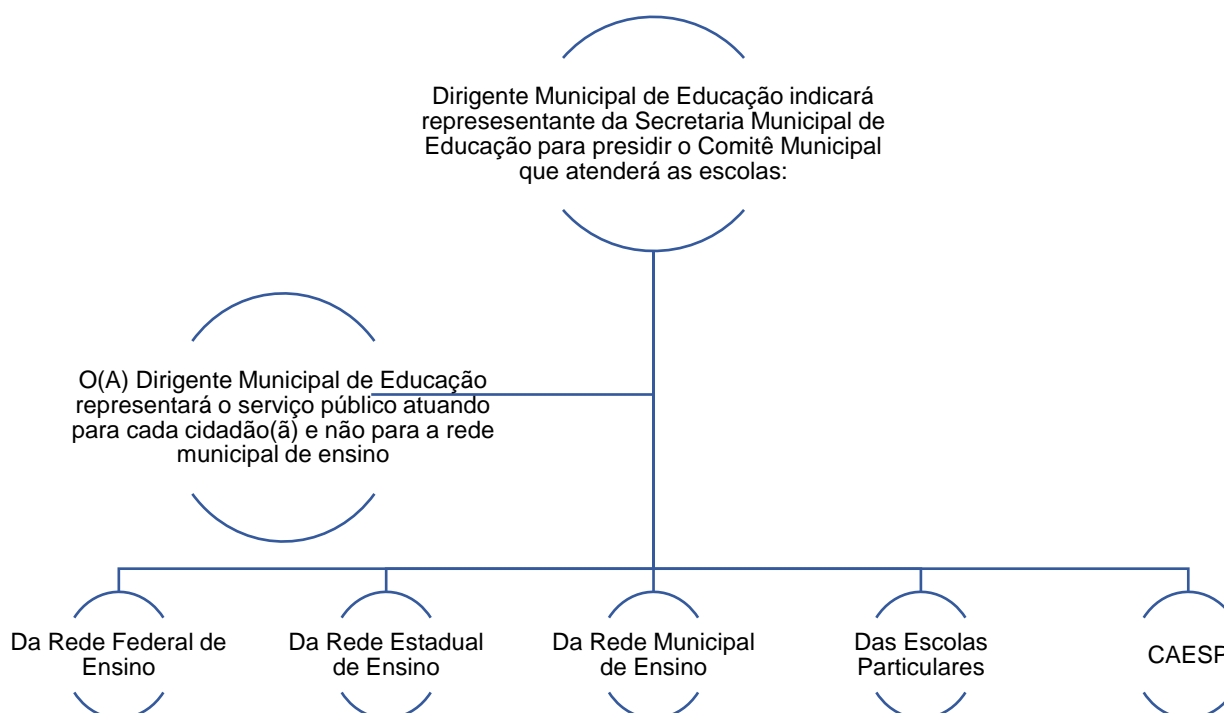 Dirigente Municipal de Educação indicará
represesentante da Secretaria Municipal de
Educação para presidir o Comitê Municipal
que atenderá as escolas:
O(A) Dirigente Municipal de Educação
representará o serviço público atuando
para cada cidadão(ã) e não para a rede
municipal de ensino
Da Rede Federal de
Ensino
Da Rede Estadual
de Ensino
Da Rede Municipal
de Ensino
Das Escolas
Particulares
CAESP